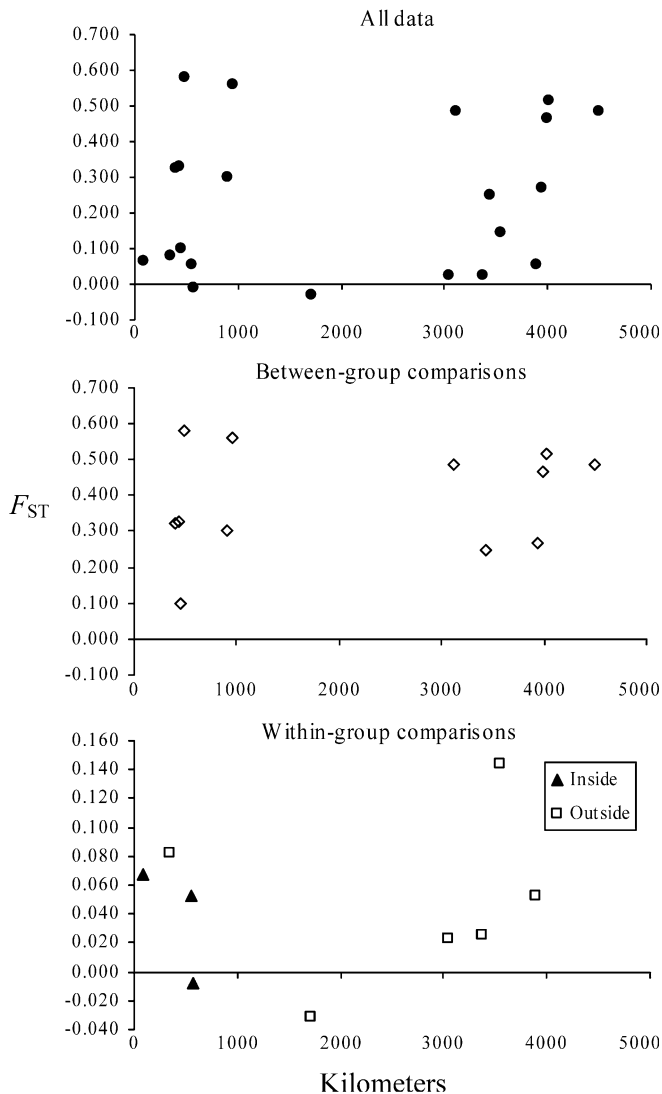 All data
0.700
0.600
0.500
0.400
0.300
0.200
0.100
0.000
-0.100
0 1000 2000 3000 4000 5000
Between-group comparisons
0.700
0.600
0.500
0.400
0.300
0.200
0.100
0.000
-0.100
0 1000 2000 3000 4000 5000
FST
Within-group comparisons
0.160
0.140
0.120
0.100
0.080
0.060
0.040
0.020
0.000
-0.020
-0.040
0 1000 2000 3000 4000 5000
Inside
Outside
Kilometers